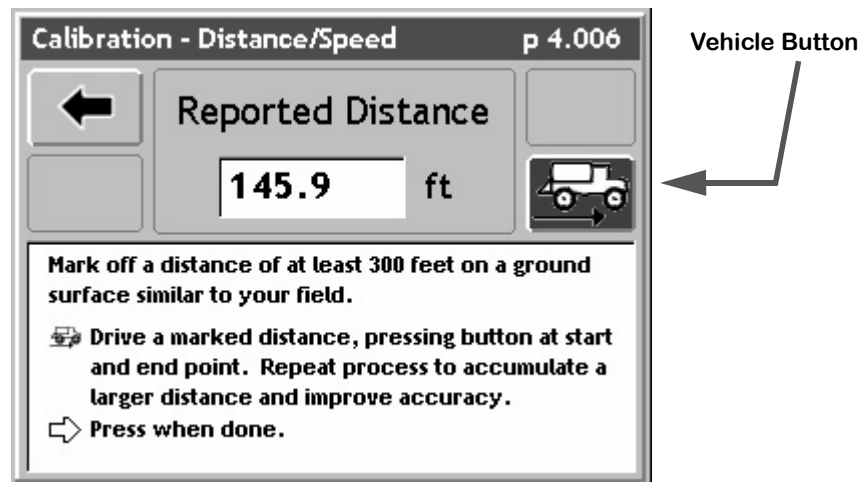 Calibration - Distance/Speed p 4.006
Vehicle Button
Reported Distance
145.9 ft
Mark off a distance of at least 300 feet on a ground
surface similar to your field.
Drive a marked distance, pressing button at start
and end point. Repeat process to accumulate a
larger distance and improve accuracy.
Press when done.